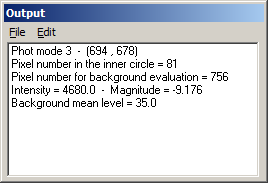 Output
File Edit
Phot mode 3 - (694 , 678)
Pixel number in the inner circle = 81
Pixel number for background evaluation = 756
Intensity = 4680.0 - Magnitude = -9.176
Background mean level = 35.0